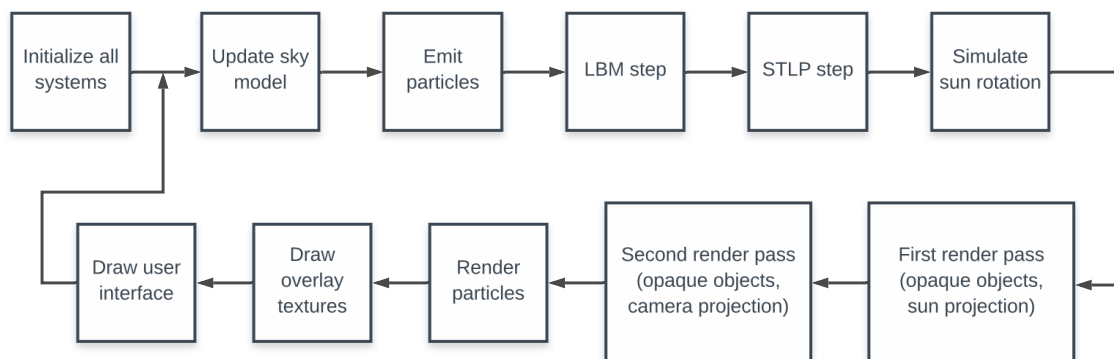 Initialize all
systems
Update sky
model
Emit
particles
LBM step
STLP step
Simulate
sun rotation
First render pass
(opaque objects,
sun projection)
Second render pass
(opaque objects,
camera projection)
Render
particles
Draw
overlay
textures
Draw user
interface